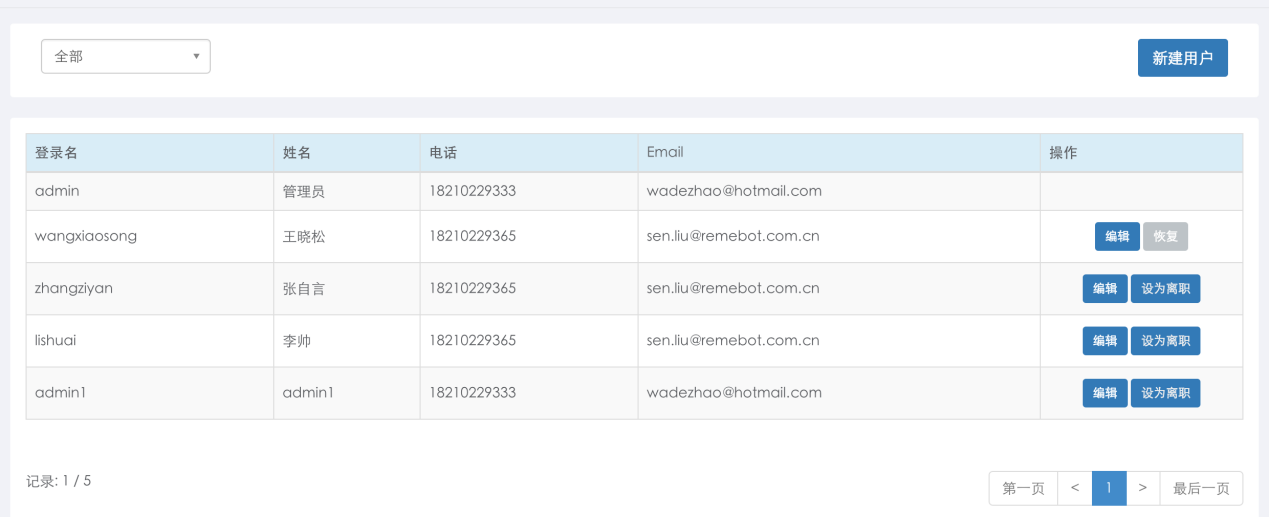 全部
新建用户
登录名 姓名 电话 Email 操作
admin 管理员 18210229333 wadezhao@hotmail.com
wangxiaosong 王晓松 18210229365 sen.liu@remebot.com.cn 编辑 恢复
zhangziyan 张自言 18210229365 sen.liu@remebot.com.cn 编辑 设为离职
lishuai 李帅 18210229365 sen.liu@remebot.com.cn 编辑 设为离职
admin1 admin1 18210229333 wadezhao@hotmail.com 编辑 设为离职
记录: 1 / 5
第一页 < 1 > 最后一页